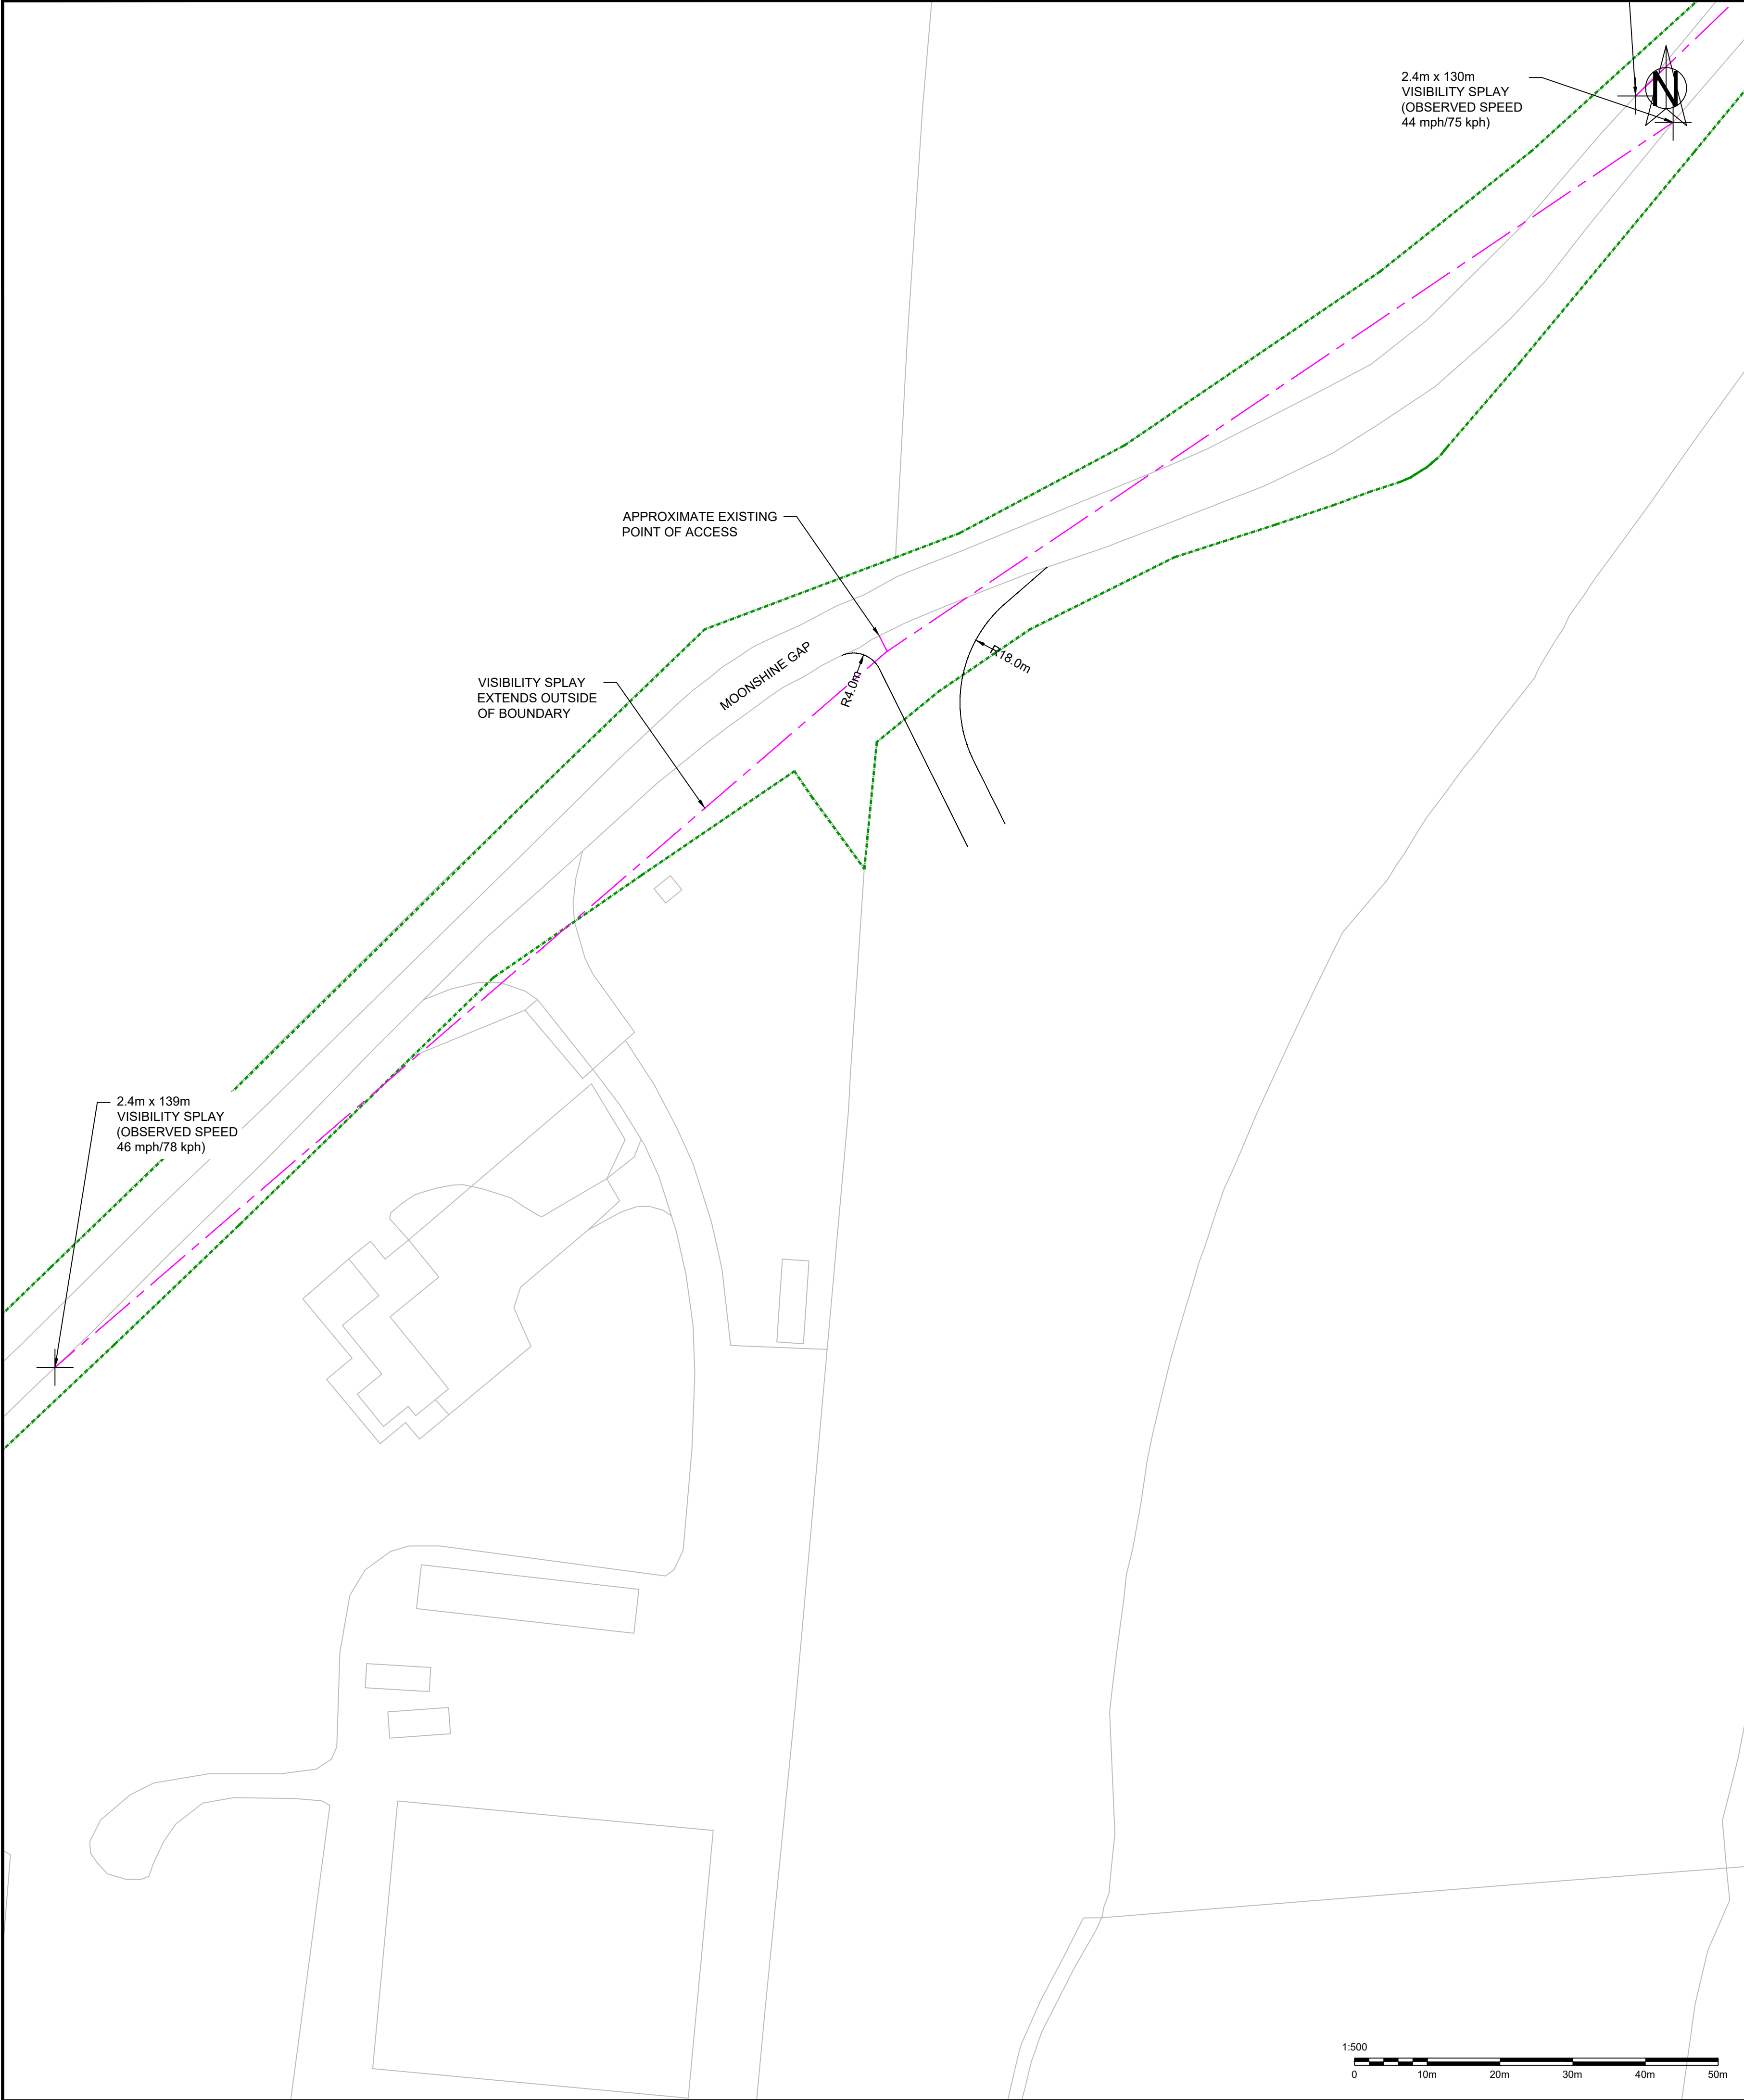 2.4m x 130m
VISIBILITY SPLAY
(OBSERVED SPEED
44 mph/75 kph)
N
APPROXIMATE EXISTING
POINT OF ACCESS
MOONSHINE GAP
R18.0m
R4.0m
VISIBILITY SPLAY
EXTENDS OUTSIDE
OF BOUNDARY
2.4m x 139m
VISIBILITY SPLAY
(OBSERVED SPEED
46 mph/78 kph)
1:500
0 10m 20m 30m 40m 50m